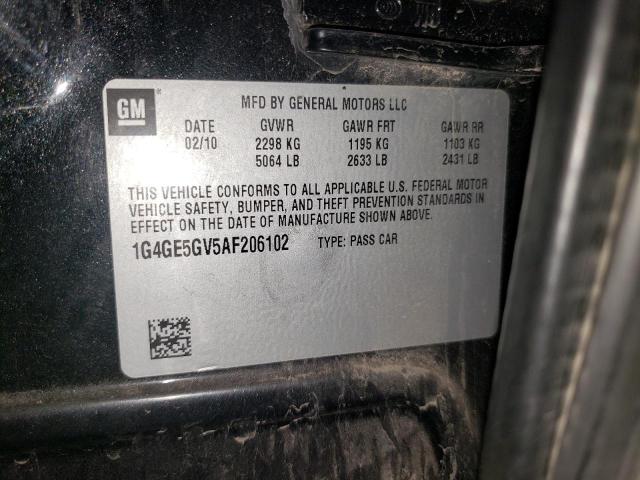 GM
MFD BY GENERAL MOTORS LLC
DATE GVWR GAWR FRT GAWR RR
02/10 2298 KG 1195 KG 1103 KG
5064 LB 2633 LB 2431 LB
THIS VEHICLE CONFORMS TO ALL APPLICABLE U.S. FEDERAL MOTOR
VEHICLE SAFETY, BUMPER, AND THEFT PREVENTION STANDARDS IN
EFFECT ON THE DATE OF MANUFACTURE SHOWN ABOVE.
1G4GE5GV5AF206102 TYPE: PASS CAR